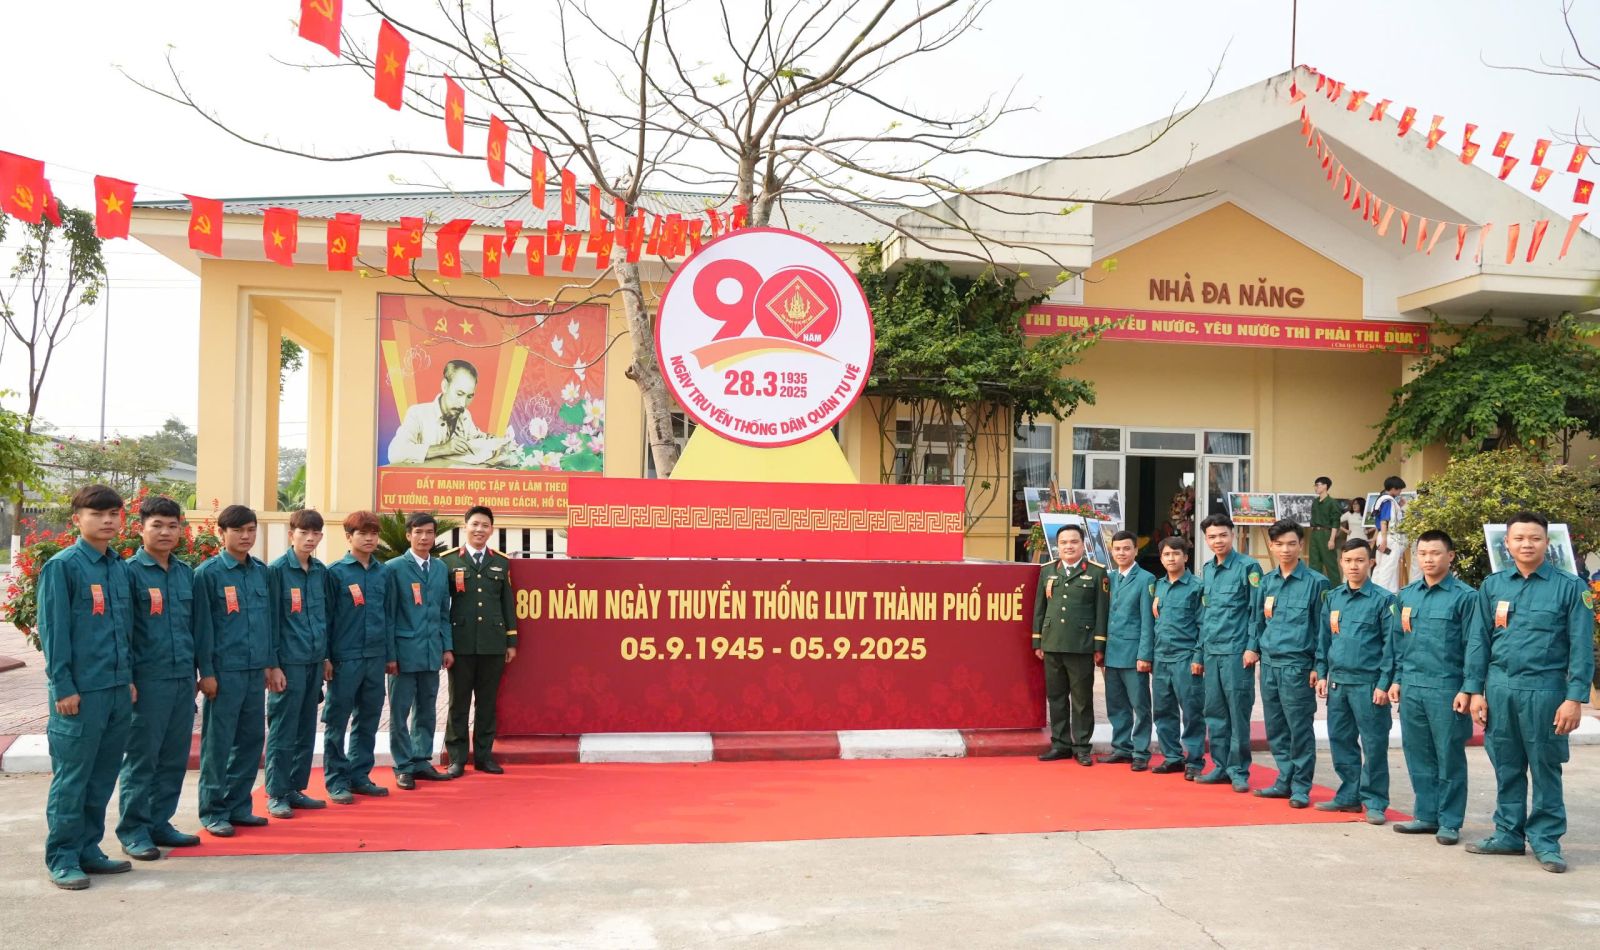 90
NĂM
28.3 1935
2025
NGÀY TRUYỀN THỐNG DÂN QUÂN TỰ VỆ
NHÀ ĐA NĂNG
THI ĐUA LÀ YÊU NƯỚC, YÊU NƯỚC THÌ PHẢI THI ĐUA"
ĐẨY MẠNH HỌC TẬP VÀ LÀM THEO
TƯ TƯỞNG, ĐẠO ĐỨC, PHONG CÁCH, HỒ CH
80 NĂM NGÀY THUYỀN THỐNG LLVT THÀNH PHỐ HUẾ
05.9.1945 - 05.9.2025